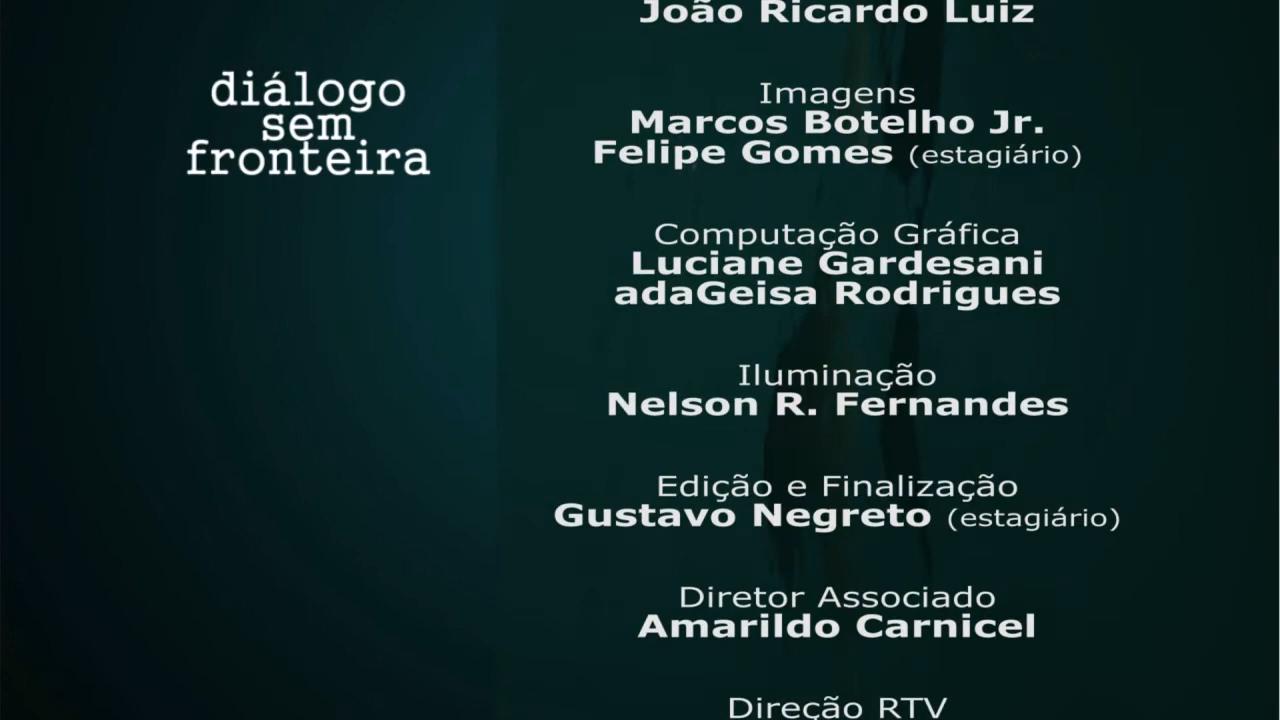 diálogo
sem
fronteira
João Ricardo Luiz
Imagens
Marcos Botelho Jr.
Felipe Gomes (estagiário)
Computação Gráfica
Luciane Gardesani
adaGeisa Rodrigues
Iluminação
Nelson R. Fernandes
Edição e Finalização
Gustavo Negreto (estagiário)
Diretor Associado
Amarildo Carnicel
Direção RTV